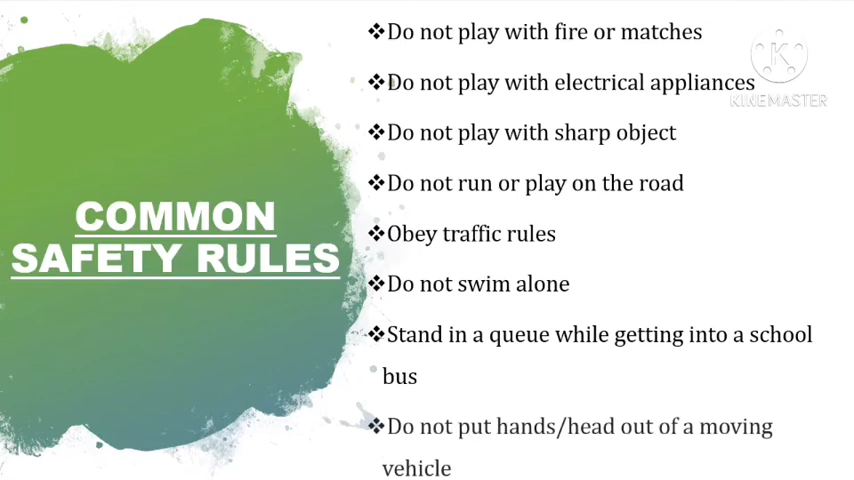 COMMON
SAFETY RULES
❖Do not play with fire or matches
❖Do not play with electrical appliances
❖Do not play with sharp object
❖Do not run or play on the road
❖Obey traffic rules
❖Do not swim alone
❖Stand in a queue while getting into a school
bus
❖Do not put hands/head out of a moving
vehicle
K
KINEMASTER